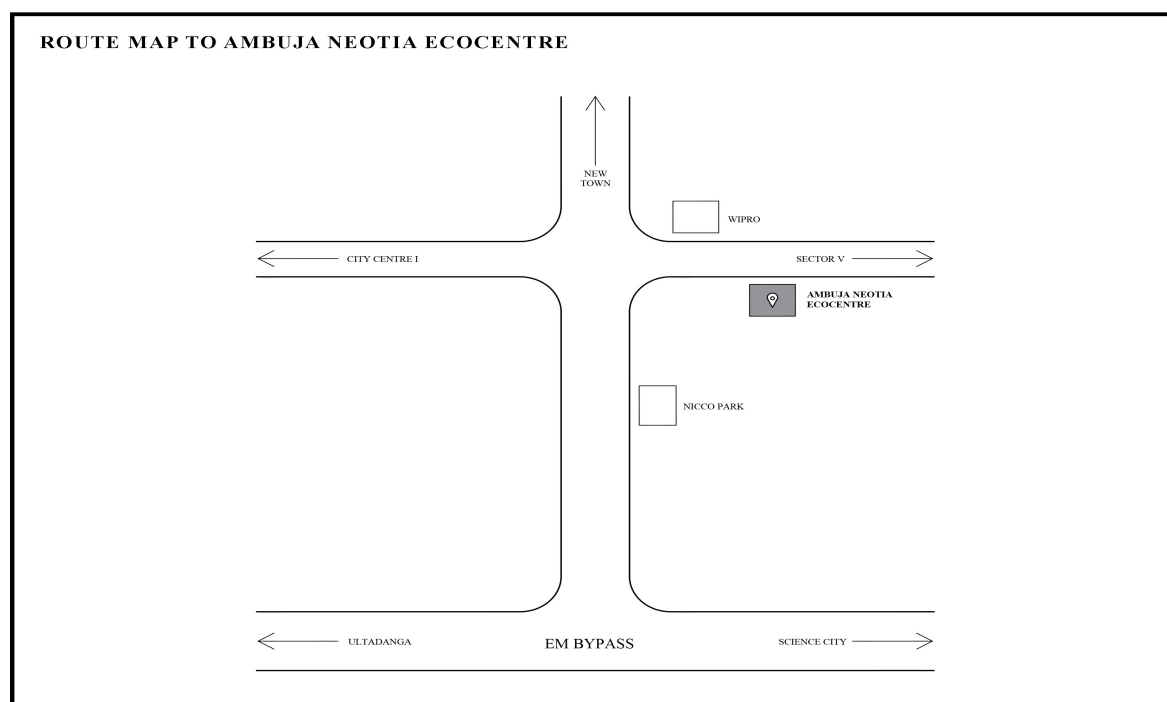 ROUTE MAP TO AMBUJA NEOTIA ECOCENTRE
NEW
TOWN
WIPRO
CITY CENTRE I
SECTOR V
AMBUJA NEOTIA
ECOCENTRE
NICCO PARK
ULTADANGA
EM BYPASS
SCIENCE CITY